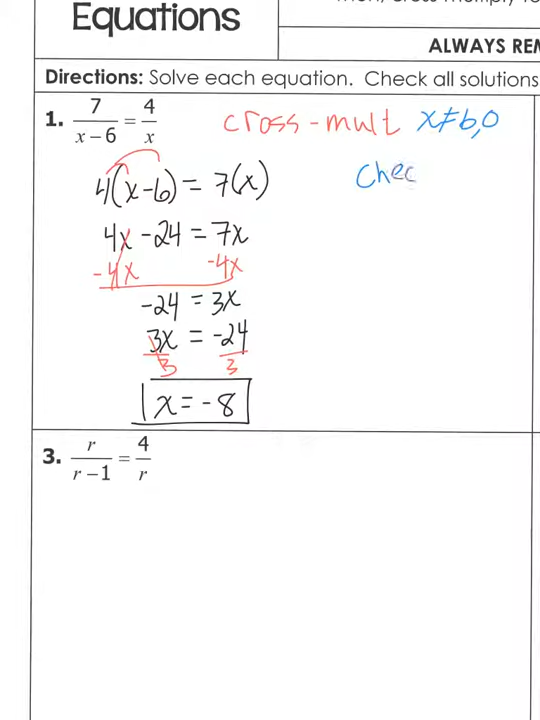 Equations
ALWAYS REM
Directions: Solve each equation. Check all solutions
1. 7/(x−6) = 4/x cross-mult x≠6,0
4(x-6) = 7(x) Chec
4x -24 = 7x
-4x -4x
-24 = 3x
3x = -24
3 3
x = -8
3. r/(r−1) = 4/r